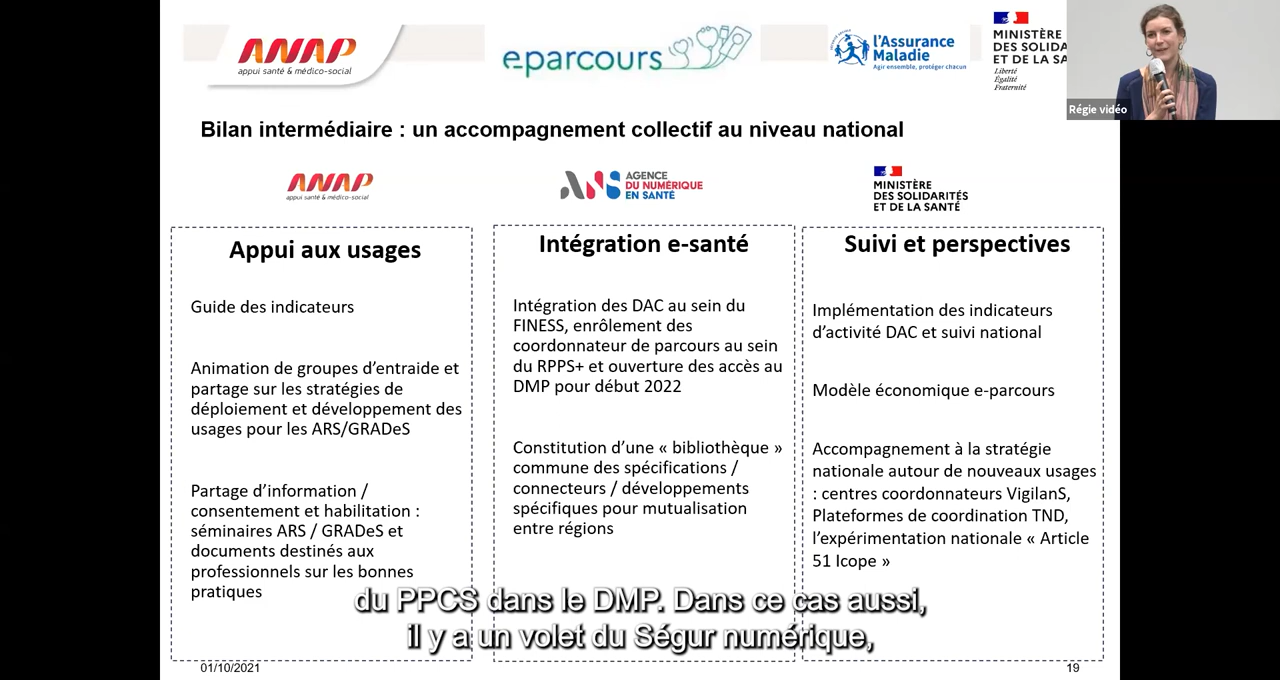 ANAP
appui santé & médico-social
eparcours
l'Assurance
Maladie
Agir ensemble, protéger chacun
MINISTÈRE
DES SOLIDA
ET DE LA SA
Liberté
Égalité
Fraternité
Régie vidéo
Bilan intermédiaire : un accompagnement collectif au niveau national
ANAP
appui santé & médico-social
ANS
AGENCE
DU NUMÉRIQUE
EN SANTÉ
MINISTÈRE
DES SOLIDARITÉS
ET DE LA SANTÉ
Appui aux usages
Guide des indicateurs
Animation de groupes d'entraide et
partage sur les stratégies de
déploiement et développement des
usages pour les ARS/GRADeS
Partage d'information /
consentement et habilitation :
séminaires ARS / GRADeS et
documents destinés aux
professionnels sur les bonnes
pratiques
Intégration e-santé
Intégration des DAC au sein du
FINESS, enrôlement des
coordonnateur de parcours au sein
du RPPS+ et ouverture des accès au
DMP pour début 2022
Constitution d'une « bibliothèque »
commune des spécifications /
connecteurs / développements
spécifiques pour mutualisation
entre régions
Suivi et perspectives
Implémentation des indicateurs
d'activité DAC et suivi national
Modèle économique e-parcours
Accompagnement à la stratégie
nationale autour de nouveaux usages
: centres coordonnateurs VigilanS,
Plateformes de coordination TND,
l'expérimentation nationale « Article
51 Icope »
du PPCS dans le DMP. Dans ce cas aussi,
il y a un volet du Ségur numérique,
01/10/2021
19